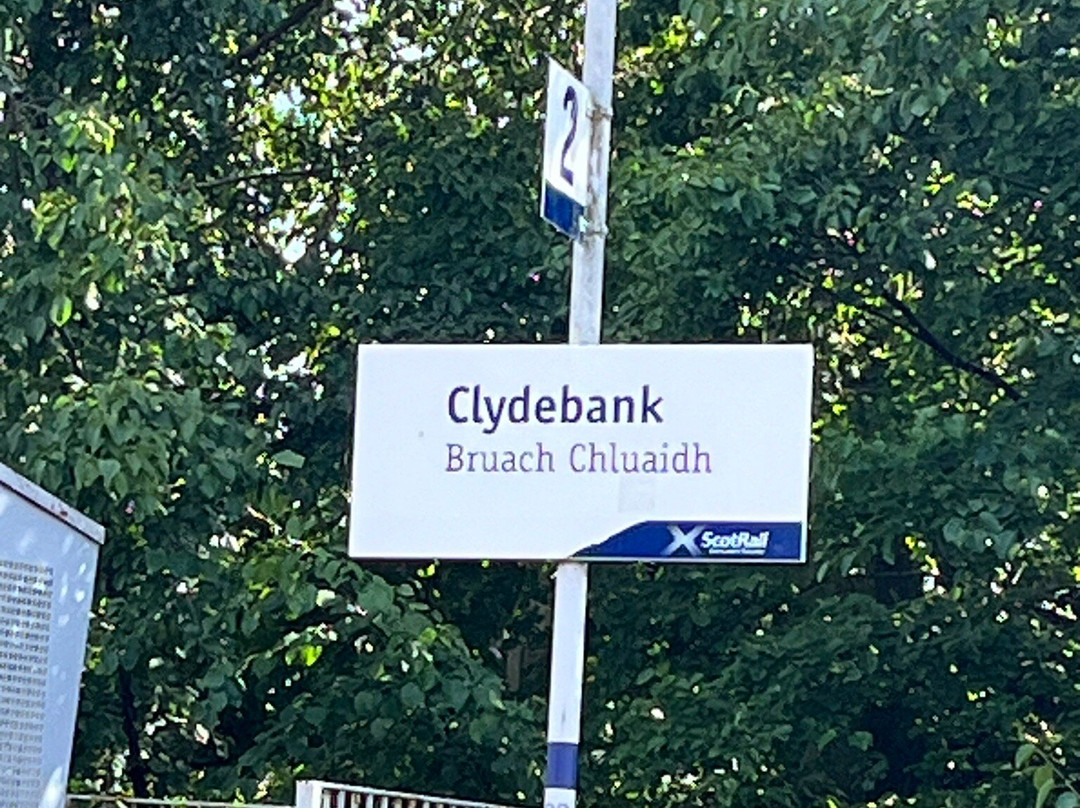 2
Clydebank
Bruach Chluaidh
ScotRail